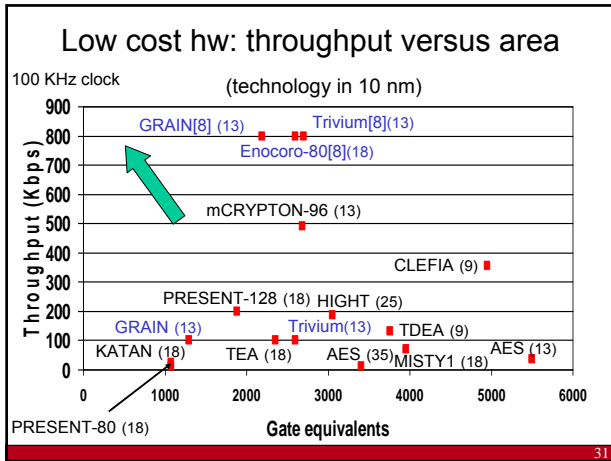 Low cost hw: throughput versus area
100 KHz clock
(technology in 10 nm)
Throughput (Kbps)
900
800
700
600
500
400
300
200
100
0
GRAIN[8] (13)
Trivium[8](13)
Enocoro-80[8](18)
mCRYPTON-96 (13)
CLEFIA (9)
PRESENT-128 (18)
HIGHT (25)
GRAIN (13)
Trivium(13)
TDEA (9)
KATAN (18)
TEA (18)
AES (35)
MISTY1 (18)
AES (13)
0 1000 2000 3000 4000 5000 6000
PRESENT-80 (18)
Gate equivalents
31